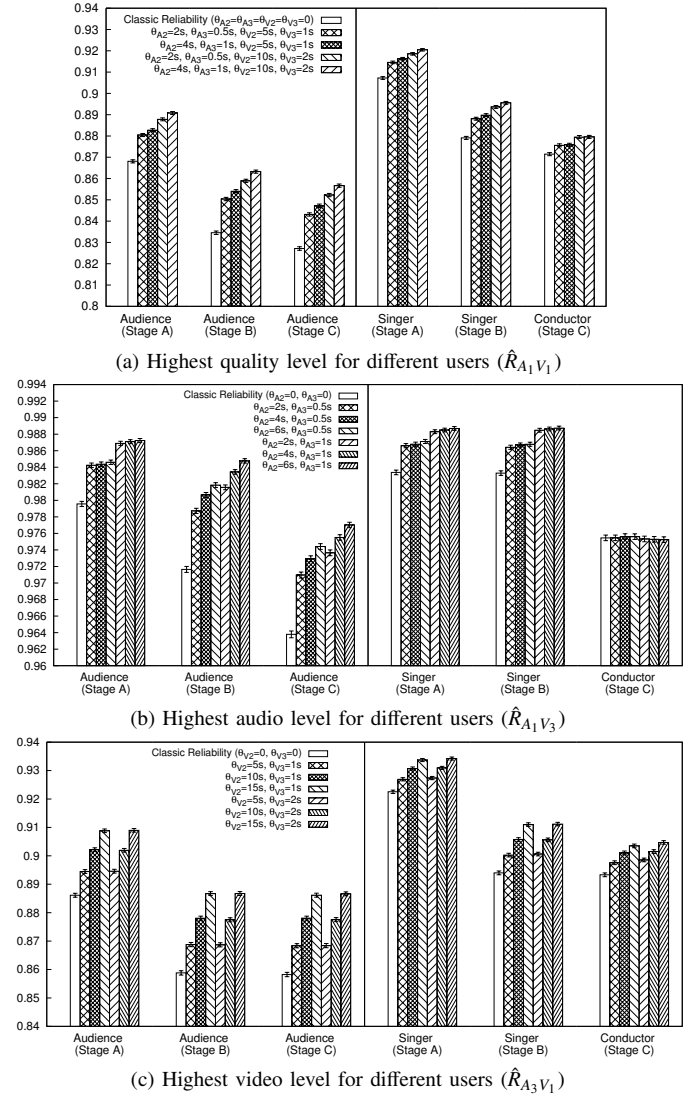 0.94
0.93
0.92
0.91
0.9
0.89
0.88
0.87
0.86
0.85
0.84
0.83
0.82
0.81
0.8
Classic Reliability (θA2=θA3=θV2=θV3=0)
θA2=2s, θA3=0.5s, θV2=5s, θV3=1s
θA2=4s, θA3=1s, θV2=5s, θV3=1s
θA2=2s, θA3=0.5s, θV2=10s, θV3=2s
θA2=4s, θA3=1s, θV2=10s, θV3=2s
Audience Audience Audience Singer Singer Conductor
(Stage A) (Stage B) (Stage C) (Stage A) (Stage B) (Stage C)
(a) Highest quality level for different users (R̂A1V1)
0.994
0.992
0.99
0.988
0.986
0.984
0.982
0.98
0.978
0.976
0.974
0.972
0.97
0.968
0.966
0.964
0.962
0.96
Classic Reliability (θA2=0, θA3=0)
θA2=2s, θA3=0.5s
θA2=4s, θA3=0.5s
θA2=6s, θA3=0.5s
θA2=2s, θA3=1s
θA2=4s, θA3=1s
θA2=6s, θA3=1s
Audience Audience Audience Singer Singer Conductor
(Stage A) (Stage B) (Stage C) (Stage A) (Stage B) (Stage C)
(b) Highest audio level for different users (R̂A1V3)
0.94
0.93
0.92
0.91
0.9
0.89
0.88
0.87
0.86
0.85
0.84
Classic Reliability (θV2=0, θV3=0)
θV2=5s, θV3=1s
θV2=10s, θV3=1s
θV2=15s, θV3=1s
θV2=5s, θV3=2s
θV2=10s, θV3=2s
θV2=15s, θV3=2s
Audience Audience Audience Singer Singer Conductor
(Stage A) (Stage B) (Stage C) (Stage A) (Stage B) (Stage C)
(c) Highest video level for different users (R̂A3V1)